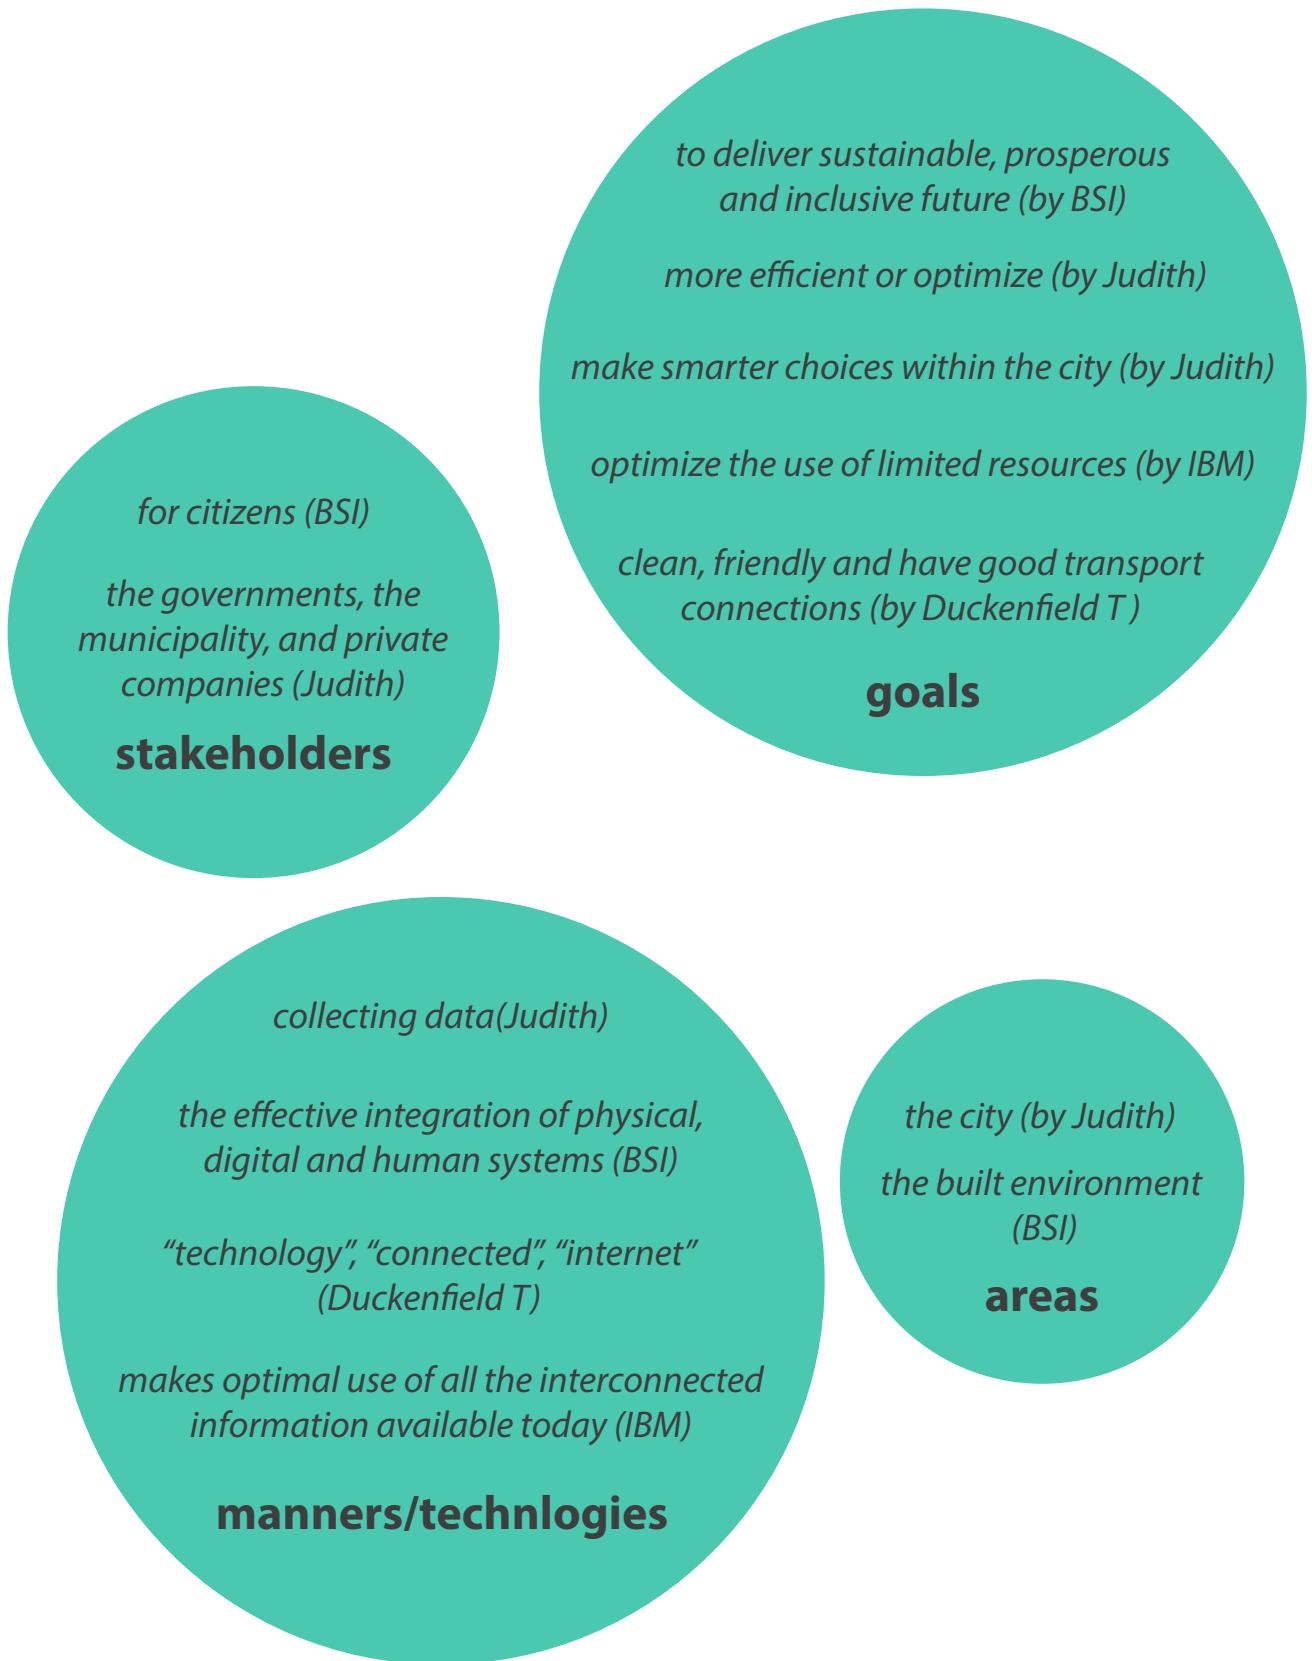 to deliver sustainable, prosperous
and inclusive future (by BSI)
more efficient or optimize (by Judith)
make smarter choices within the city (by Judith)
optimize the use of limited resources (by IBM)
clean, friendly and have good transport
connections (by Duckenfield T )
goals
for citizens (BSI)
the governments, the
municipality, and private
companies (Judith)
stakeholders
collecting data(Judith)
the effective integration of physical,
digital and human systems (BSI)
“technology”, “connected”, “internet”
(Duckenfield T)
makes optimal use of all the interconnected
information available today (IBM)
manners/technlogies
the city (by Judith)
the built environment
(BSI)
areas